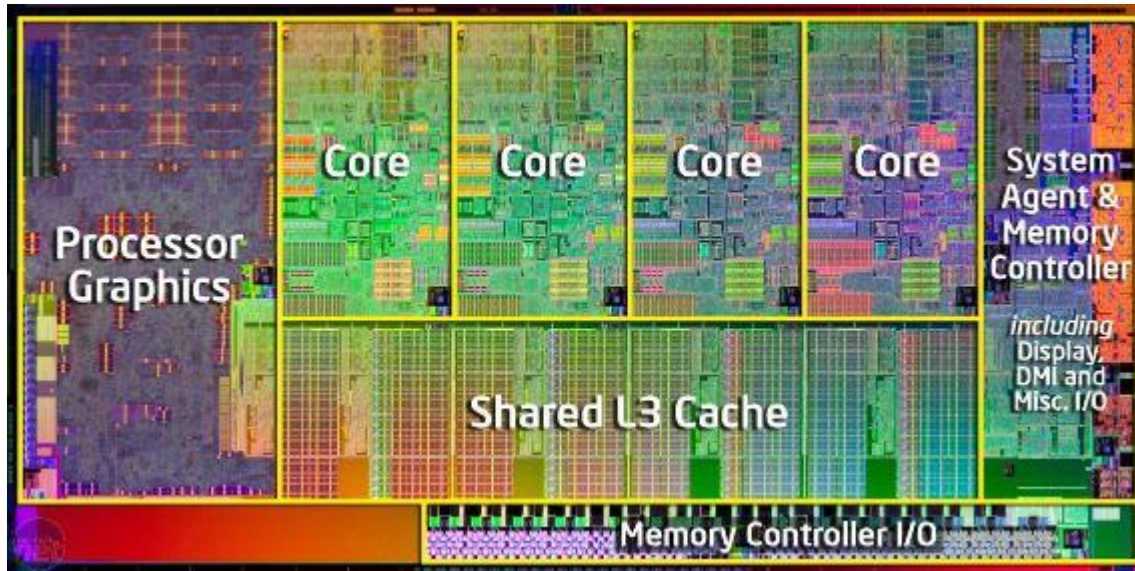 Processor
Graphics
Core
Core
Core
Core
System
Agent &
Memory
Controller
including
Display,
DMI and
Misc. I/O
Shared L3 Cache
Memory Controller I/O